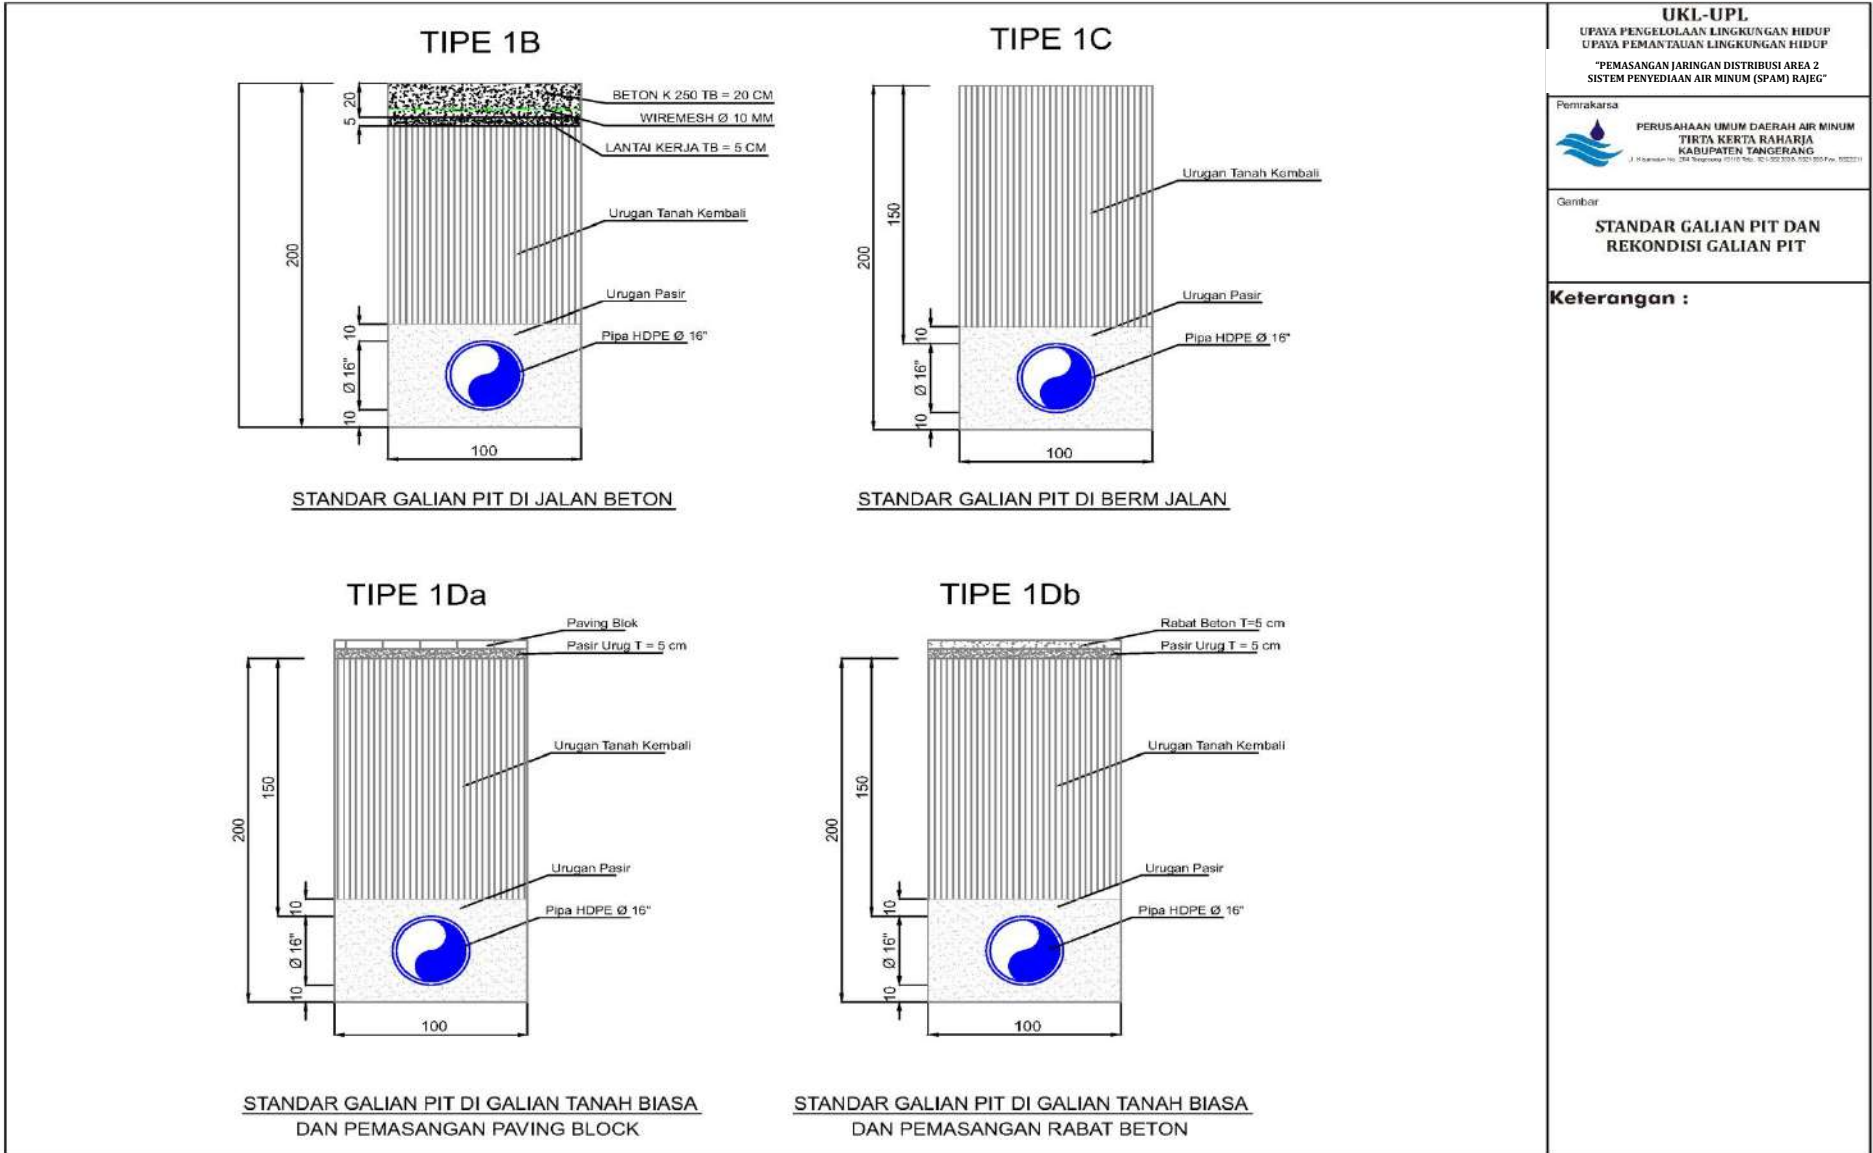 TIPE 1B
20
5
200
10
Ø 16"
10
100
BETON K 250 TB = 20 CM
WIREMESH Ø 10 MM
LANTAI KERJA TB = 5 CM
Urugan Tanah Kembali
Urugan Pasir
Pipa HDPE Ø 16"
STANDAR GALIAN PIT DI JALAN BETON
TIPE 1C
200
150
10
Ø 16"
10
100
Urugan Tanah Kembali
Urugan Pasir
Pipa HDPE Ø 16"
STANDAR GALIAN PIT DI BERM JALAN
TIPE 1Da
Paving Blok
Pasir Urug T = 5 cm
200
150
10
Ø 16"
10
100
Urugan Tanah Kembali
Urugan Pasir
Pipa HDPE Ø 16"
STANDAR GALIAN PIT DI GALIAN TANAH BIASA
DAN PEMASANGAN PAVING BLOCK
TIPE 1Db
Rabat Beton T=5 cm
Pasir Urug T = 5 cm
200
150
10
Ø 16"
10
100
Urugan Tanah Kembali
Urugan Pasir
Pipa HDPE Ø 16"
STANDAR GALIAN PIT DI GALIAN TANAH BIASA
DAN PEMASANGAN RABAT BETON
UKL-UPL
UPAYA PENGELOLAAN LINGKUNGAN HIDUP
UPAYA PEMANTAUAN LINGKUNGAN HIDUP
"PEMASANGAN JARINGAN DISTRIBUSI AREA 2
SISTEM PENYEDIAAN AIR MINUM (SPAM) RAJEG"
Pemrakarsa
PERUSAHAAN UMUM DAERAH AIR MINUM
TIRTA KERTA RAHARJA
KABUPATEN TANGERANG
Gambar
STANDAR GALIAN PIT DAN
REKONDISI GALIAN PIT
Keterangan :